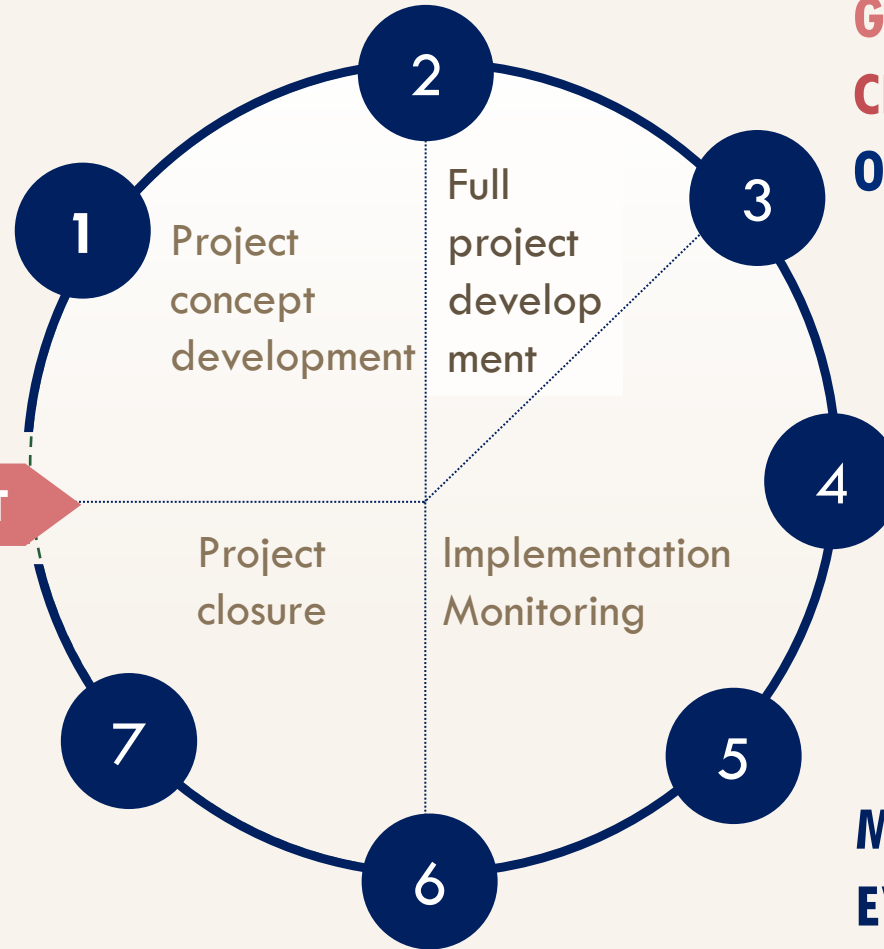 2
1
3
Project
concept
development
Full
project
develop
ment
4
Project
closure
Implementation
Monitoring
7
5
6